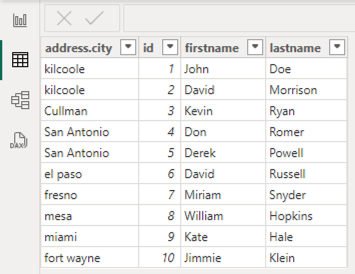 address.city id firstname lastname
kilcoole 1 John Doe
kilcoole 2 David Morrison
Cullman 3 Kevin Ryan
San Antonio 4 Don Romer
San Antonio 5 Derek Powell
el paso 6 David Russell
fresno 7 Miriam Snyder
mesa 8 William Hopkins
miami 9 Kate Hale
fort wayne 10 Jimmie Klein
DAX